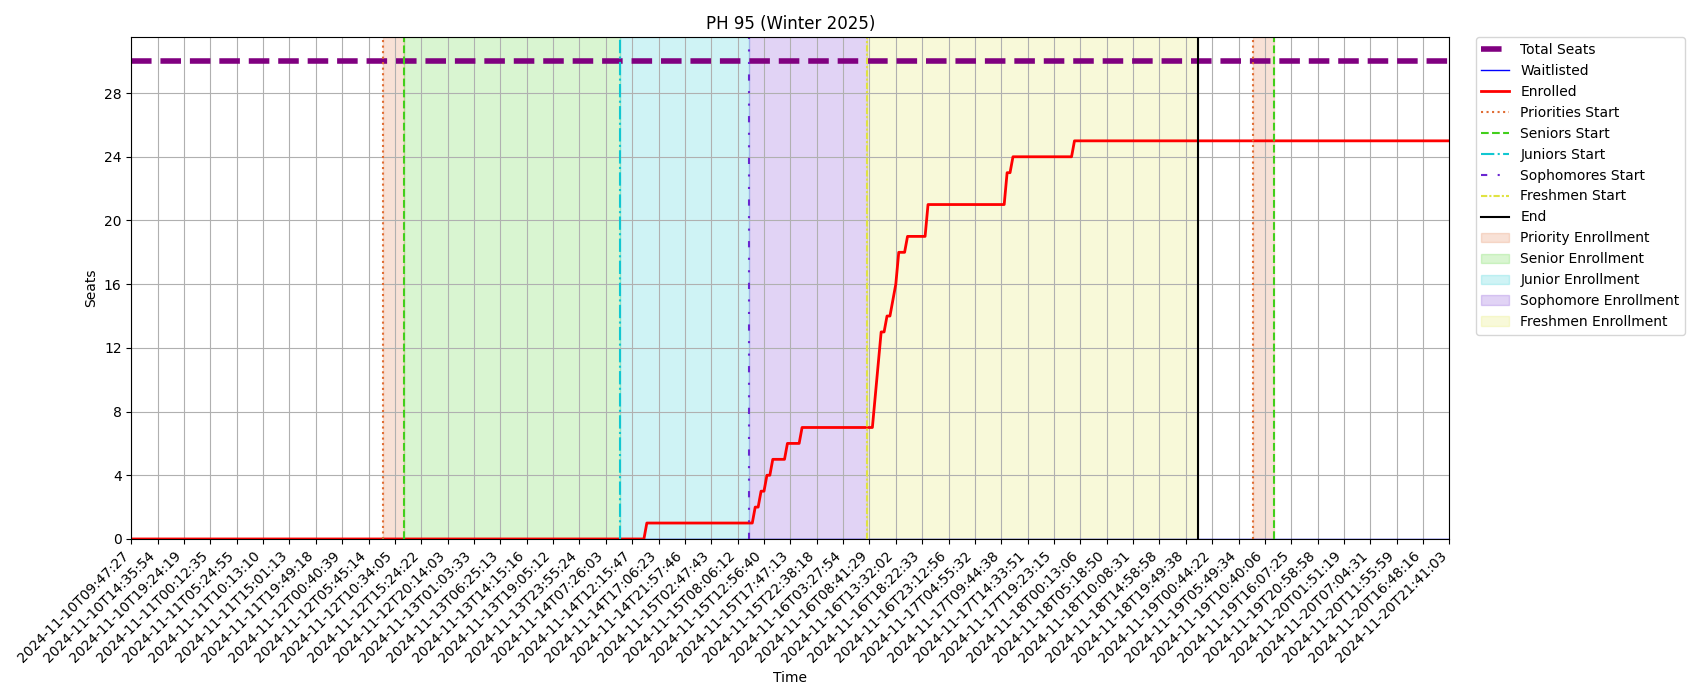 PH 95 (Winter 2025)
Seats
28
24
20
16
12
8
4
0
2024-11-10T09:47:27
2024-11-10T14:35:54
2024-11-10T19:24:19
2024-11-11T00:12:35
2024-11-11T05:24:55
2024-11-11T10:13:10
2024-11-11T15:01:13
2024-11-11T19:49:18
2024-11-12T00:40:39
2024-11-12T05:45:14
2024-11-12T10:34:05
2024-11-12T15:24:22
2024-11-12T20:14:03
2024-11-13T01:03:33
2024-11-13T06:25:13
2024-11-13T14:15:16
2024-11-13T19:05:12
2024-11-13T23:55:24
2024-11-14T07:26:03
2024-11-14T12:15:47
2024-11-14T17:06:23
2024-11-14T21:57:46
2024-11-15T02:47:43
2024-11-15T08:06:12
2024-11-15T12:56:40
2024-11-15T17:47:13
2024-11-15T22:38:18
2024-11-16T03:27:54
2024-11-16T08:41:29
2024-11-16T13:32:02
2024-11-16T18:22:33
2024-11-16T23:12:56
2024-11-17T04:55:32
2024-11-17T09:44:38
2024-11-17T14:33:51
2024-11-17T19:23:15
2024-11-18T00:13:06
2024-11-18T05:18:50
2024-11-18T10:08:31
2024-11-18T14:58:58
2024-11-18T19:49:38
2024-11-19T00:44:22
2024-11-19T05:49:34
2024-11-19T10:40:06
2024-11-19T16:07:25
2024-11-19T20:58:58
2024-11-20T01:51:19
2024-11-20T07:04:31
2024-11-20T11:55:59
2024-11-20T16:48:16
2024-11-20T21:41:03
Time
Total Seats
Waitlisted
Enrolled
Priorities Start
Seniors Start
Juniors Start
Sophomores Start
Freshmen Start
End
Priority Enrollment
Senior Enrollment
Junior Enrollment
Sophomore Enrollment
Freshmen Enrollment